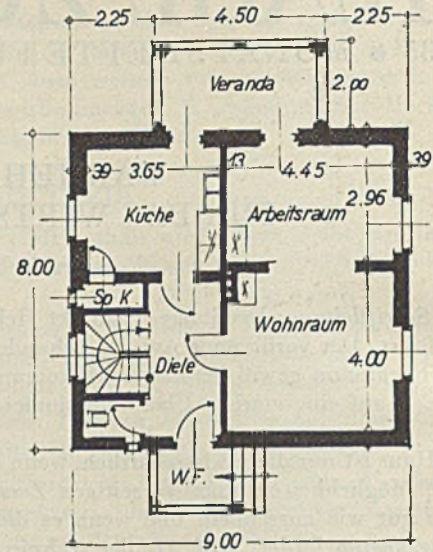 2.25 4.50 2.25
Veranda 2.00
39 3.65 13 4.45 39
Küche Arbeitsraum 2.96
8.00
Sp K.
Wohnraum
Diele 4.00
W.F.
9.00